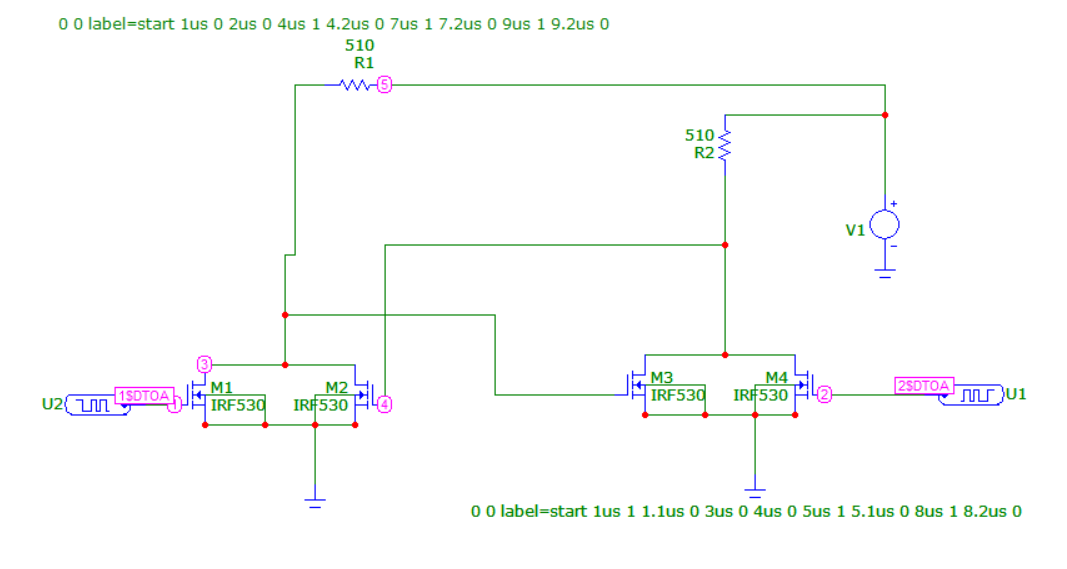 0 0 label=start 1us 0 2us 0 4us 1 4.2us 0 7us 1 7.2us 0 9us 1 9.2us 0
510
R1
5
510
R2
+
V1
-
3
M1
IRF530
M2
IRF530
M3
IRF530
M4
IRF530
U2
1$DTOA
1
4
2
2$DTOA
U1
0 0 label=start 1us 1 1.1us 0 3us 0 4us 0 5us 1 5.1us 0 8us 1 8.2us 0